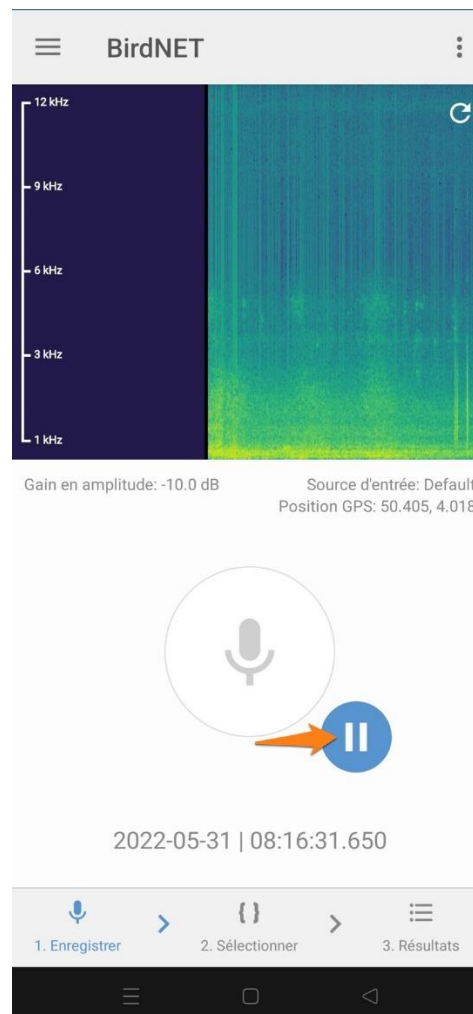 BirdNET
12 kHz
9 kHz
6 kHz
3 kHz
1 kHz
Gain en amplitude: -10.0 dB
Source d'entrée: Default
Position GPS: 50.405, 4.018
2022-05-31 | 08:16:31.650
1. Enregistrer
2. Sélectionner
3. Résultats